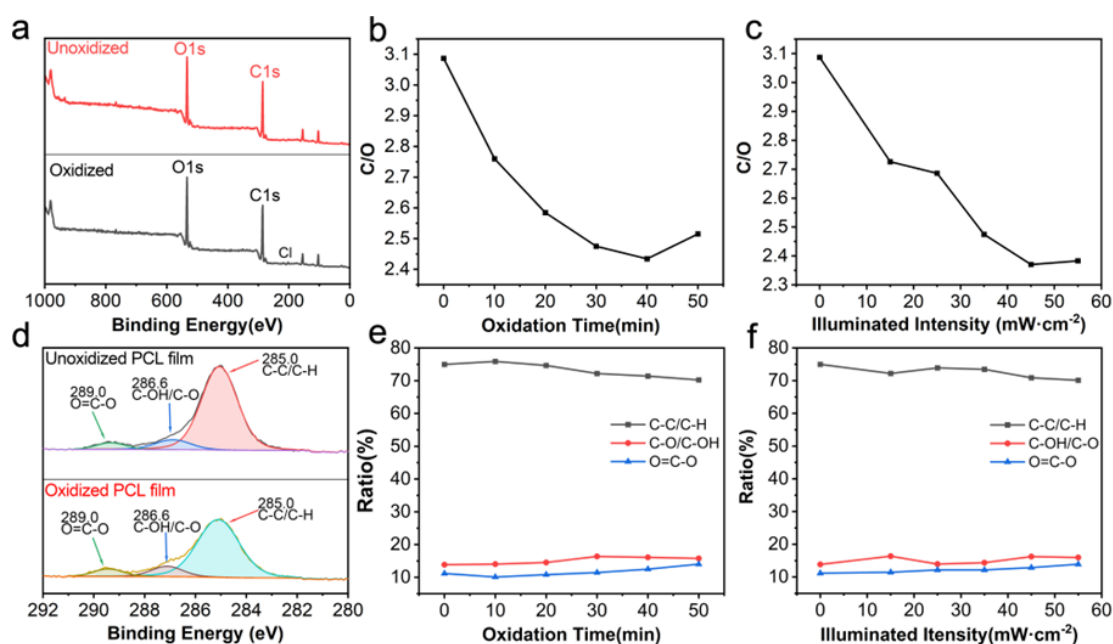 a
Unoxidized
O1s
C1s
Oxidized
O1s
C1s
Cl
1000 800 600 400 200 0
Binding Energy(eV)
b
3.1
3.0
2.9
2.8
2.7
2.6
2.5
2.4
C/O
0 10 20 30 40 50
Oxidation Time(min)
c
3.1
3.0
2.9
2.8
2.7
2.6
2.5
2.4
2.3
C/O
0 10 20 30 40 50 60
Illuminated Intensity (mW·cm-2)
d
Unoxidized PCL film
289.0
O=C-O
286.6
C-OH/C-O
285.0
C-C/C-H
Oxidized PCL film
289.0
O=C-O
286.6
C-OH/C-O
285.0
C-C/C-H
292 290 288 286 284 282 280
Binding Energy (eV)
e
80
70
60
50
40
30
20
10
Ratio(%)
C-C/C-H
C-O/C-OH
O=C-O
0 10 20 30 40 50
Oxidation Time(min)
f
80
70
60
50
40
30
20
10
Ratio(%)
C-C/C-H
C-OH/C-O
O=C-O
0 10 20 30 40 50 60
Illuminated Itensity(mW·cm-2)